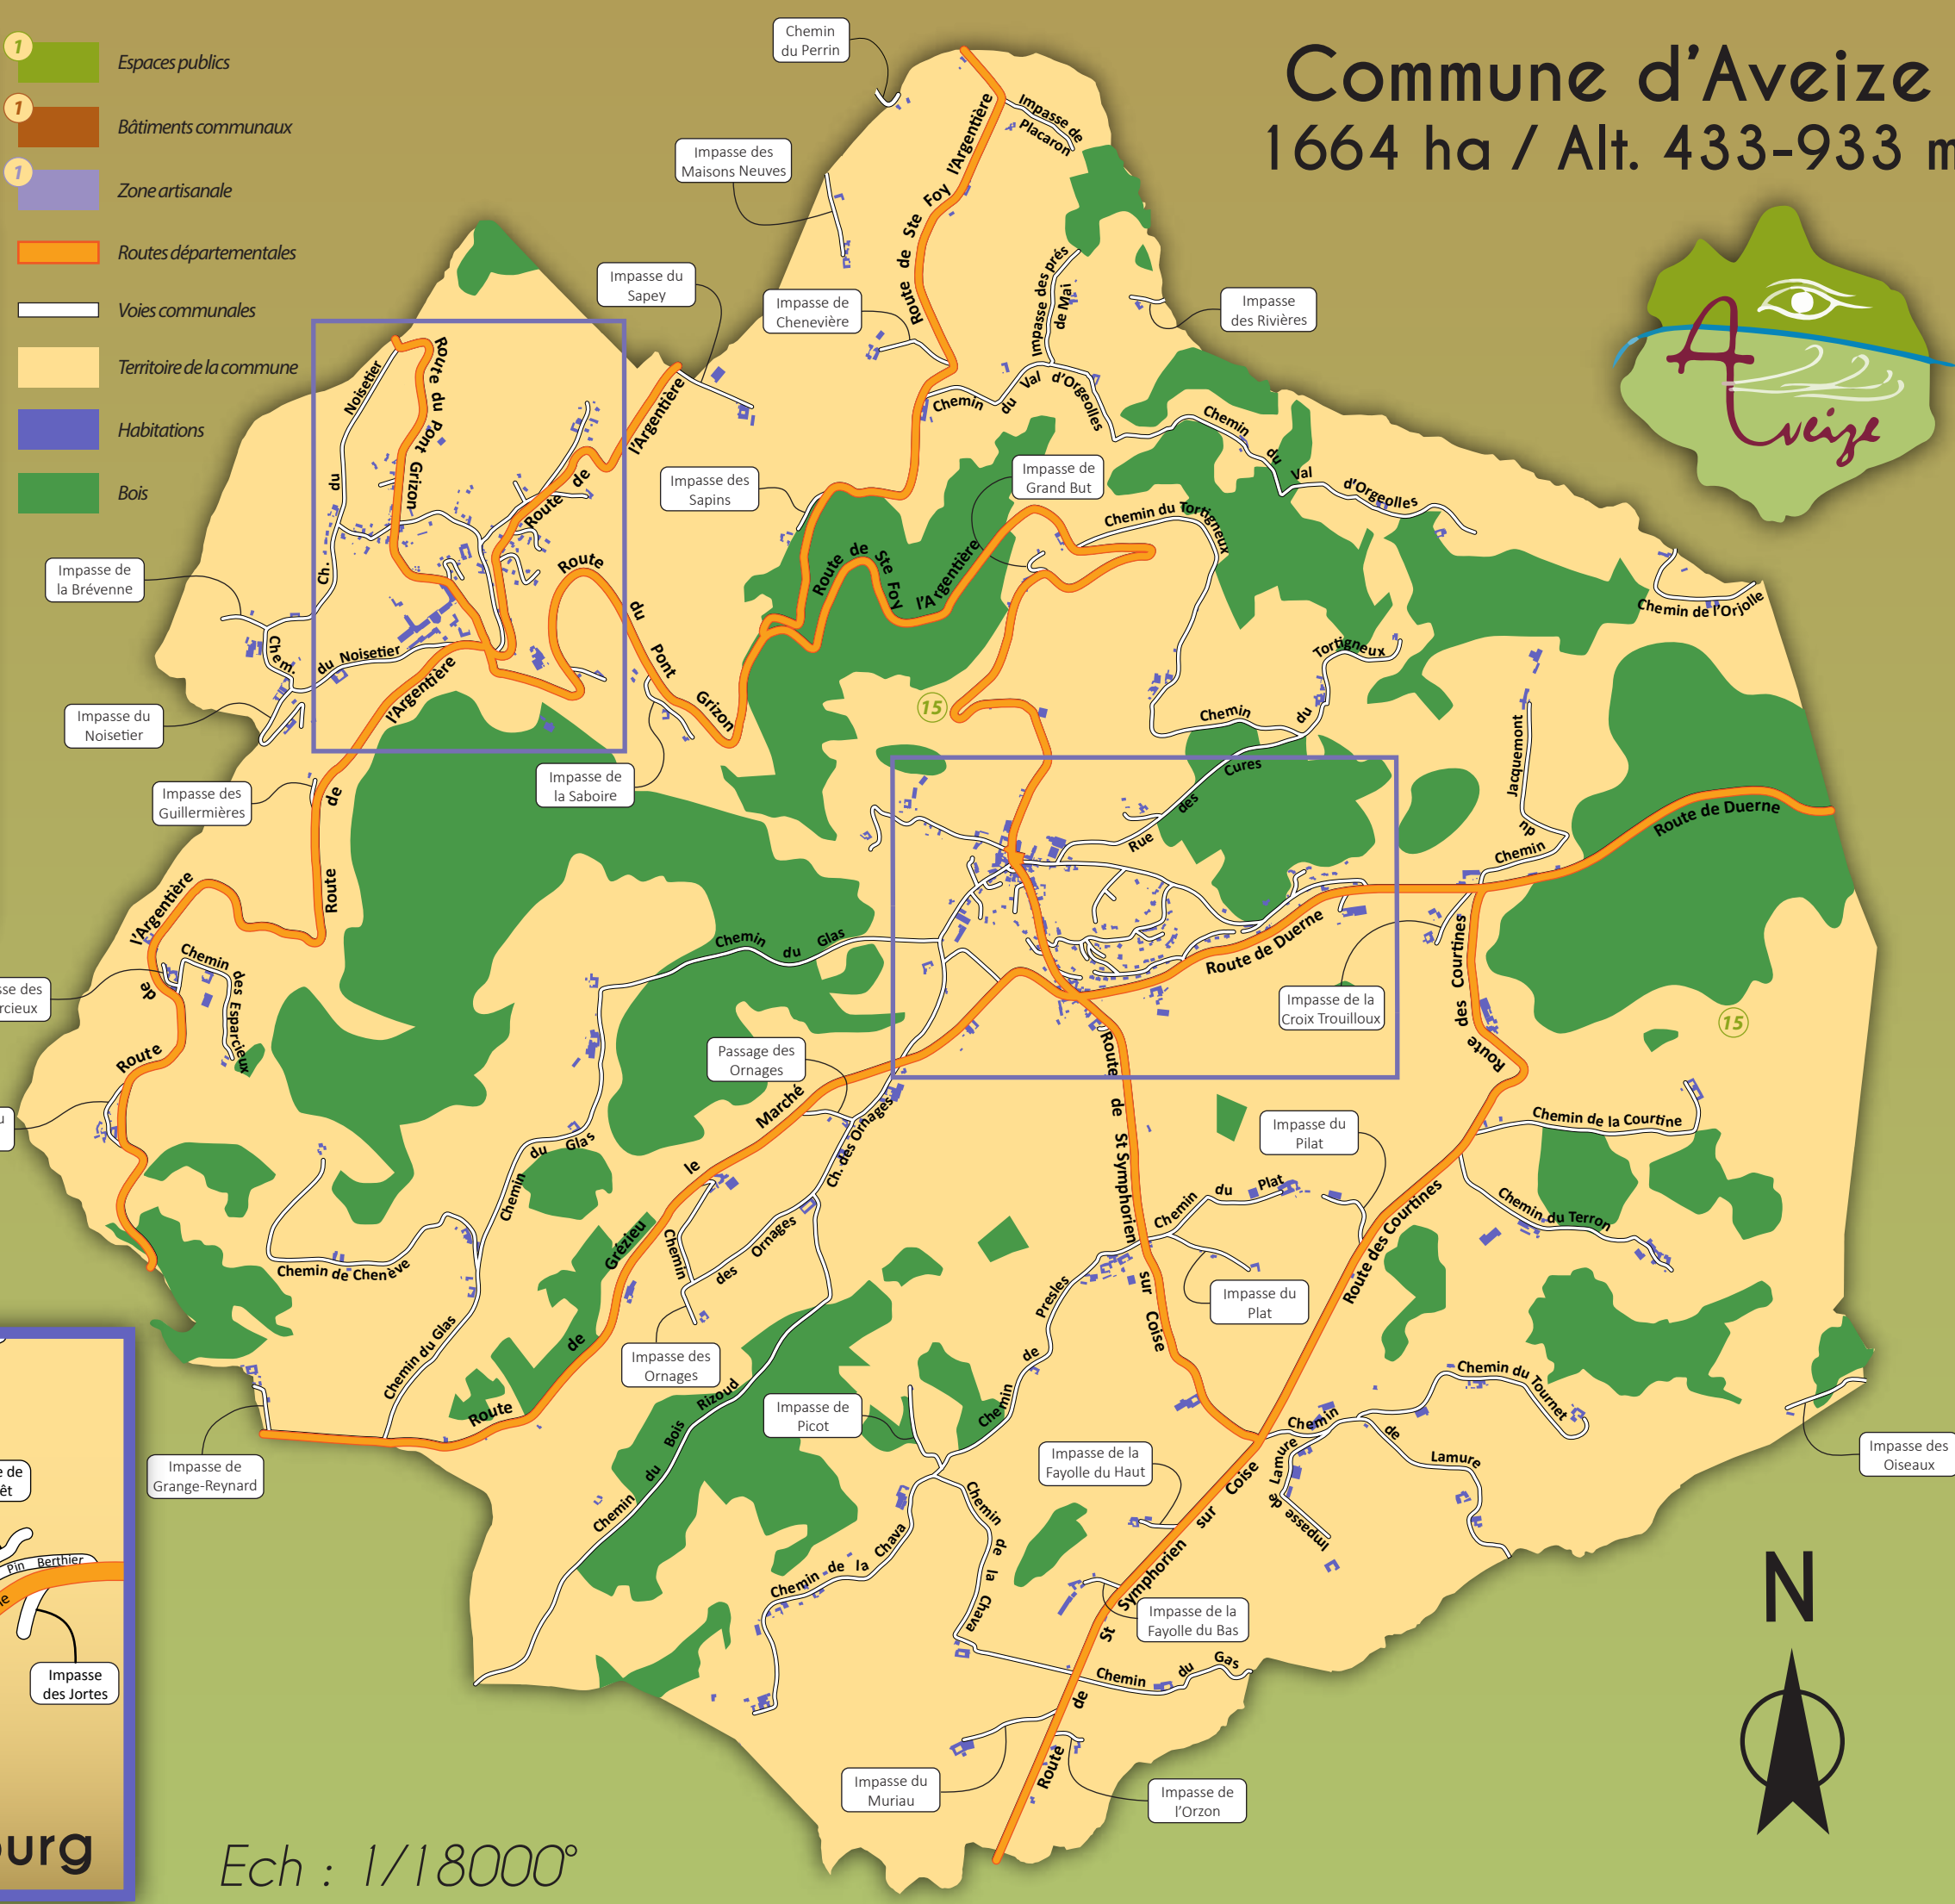 Commune d'Aveize
1664 ha / Alt. 433-933 m
1
Espaces publics
1
Bâtiments communaux
1
Zone artisanale
Routes départementales
Voies communales
Territoire de la commune
Habitations
Bois
Aveize
Chemin
du Perrin
Impasse des
Maisons Neuves
Impasse du
Sapey
Impasse de
Chenevière
Impasse
des Rivières
Impasse des
Sapins
Impasse de
Grand But
Impasse de
la Brévenne
Impasse du
Noisetier
Impasse des
Guillermières
Impasse de
la Saboire
Impasse de la
Croix Trouilloux
Passage des
Ornages
Impasse du
Pilat
Impasse du
Plat
Impasse des
Ornages
Impasse de
Picot
Impasse de la
Fayolle du Haut
Impasse de la
Fayolle du Bas
Impasse de
Grange-Reynard
Impasse des
Oiseaux
Impasse du
Muriau
Impasse de
l'Orzon
Impasse de
Placaron
Route de Ste Foy l'Argentière
Impasse des prés
de Mai
Chemin du Val d'Orgeolles
Chemin du Val d'Orgeolles
Chemin de l'Orjolle
Chemin du Tortigneux
Chemin du Tortigneux
Route de Ste Foy l'Argentière
Route du Pont Grizon
Ch. du Noisetier
Chem. du Noisetier
Route de l'Argentière
Route du Pont Grizon
Route de l'Argentière
Route de l'Argentière
Chemin des Esparcieux
15
15
Rue des Cures
Chemin du Jacquemont
Route de Duerne
Route de Duerne
Route des Courtines
Chemin de la Courtine
Chemin du Terron
Route des Courtines
Chemin du Glas
Chemin du Glas
Chemin du Glas
Chemin de Chenève
Route de Grézieu le Marché
Ch. des Ornages
Chemin des Ornages
Chemin du Bois Rizoud
Route de St Symphorien sur Coise
Chemin du Plat
Chemin de Presles
Chemin du Tournet
Chemin de Lamure
Impasse de Lamure
Route de St Symphorien sur Coise
Chemin de la Chava
Chemin de la Chava
Chemin du Gas
sse des
rcieux
Pin Berthier
Impasse
des Jortes
ourg
Ech : 1/18000°
N